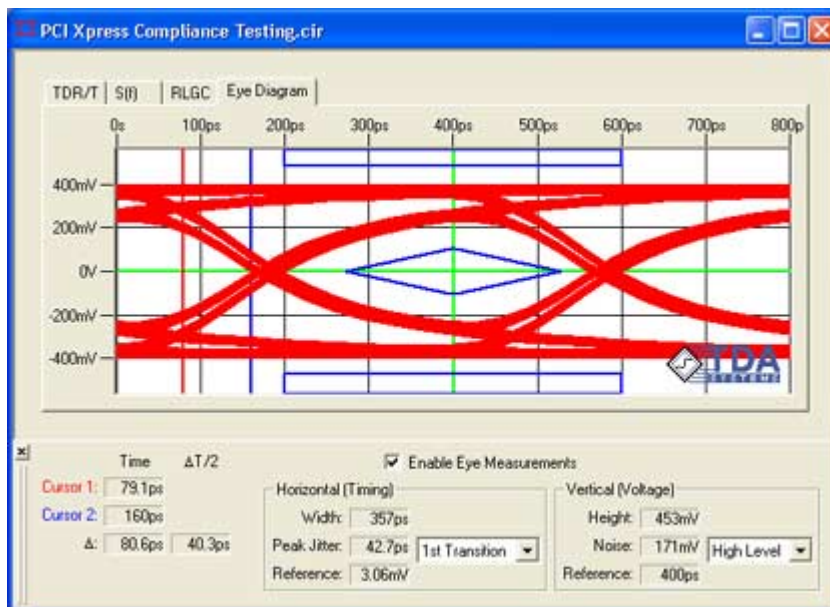 PCI Xpress Compliance Testing.cir
TDR/T S(f) RLGC Eye Diagram
0s 100ps 200ps 300ps 400ps 500ps 600ps 700ps 800p
400mV
200mV
0V
-200mV
-400mV
TDA
SYSTEMS
Time ΔT/2
Cursor 1: 79.1ps
Cursor 2: 160ps
Δ: 80.6ps 40.3ps
Enable Eye Measurements
Horizontal (Timing)
Width: 357ps
Peak Jitter: 42.7ps 1st Transition
Reference: 3.06mV
Vertical (Voltage)
Height: 453mV
Noise: 171mV High Level
Reference: 400ps